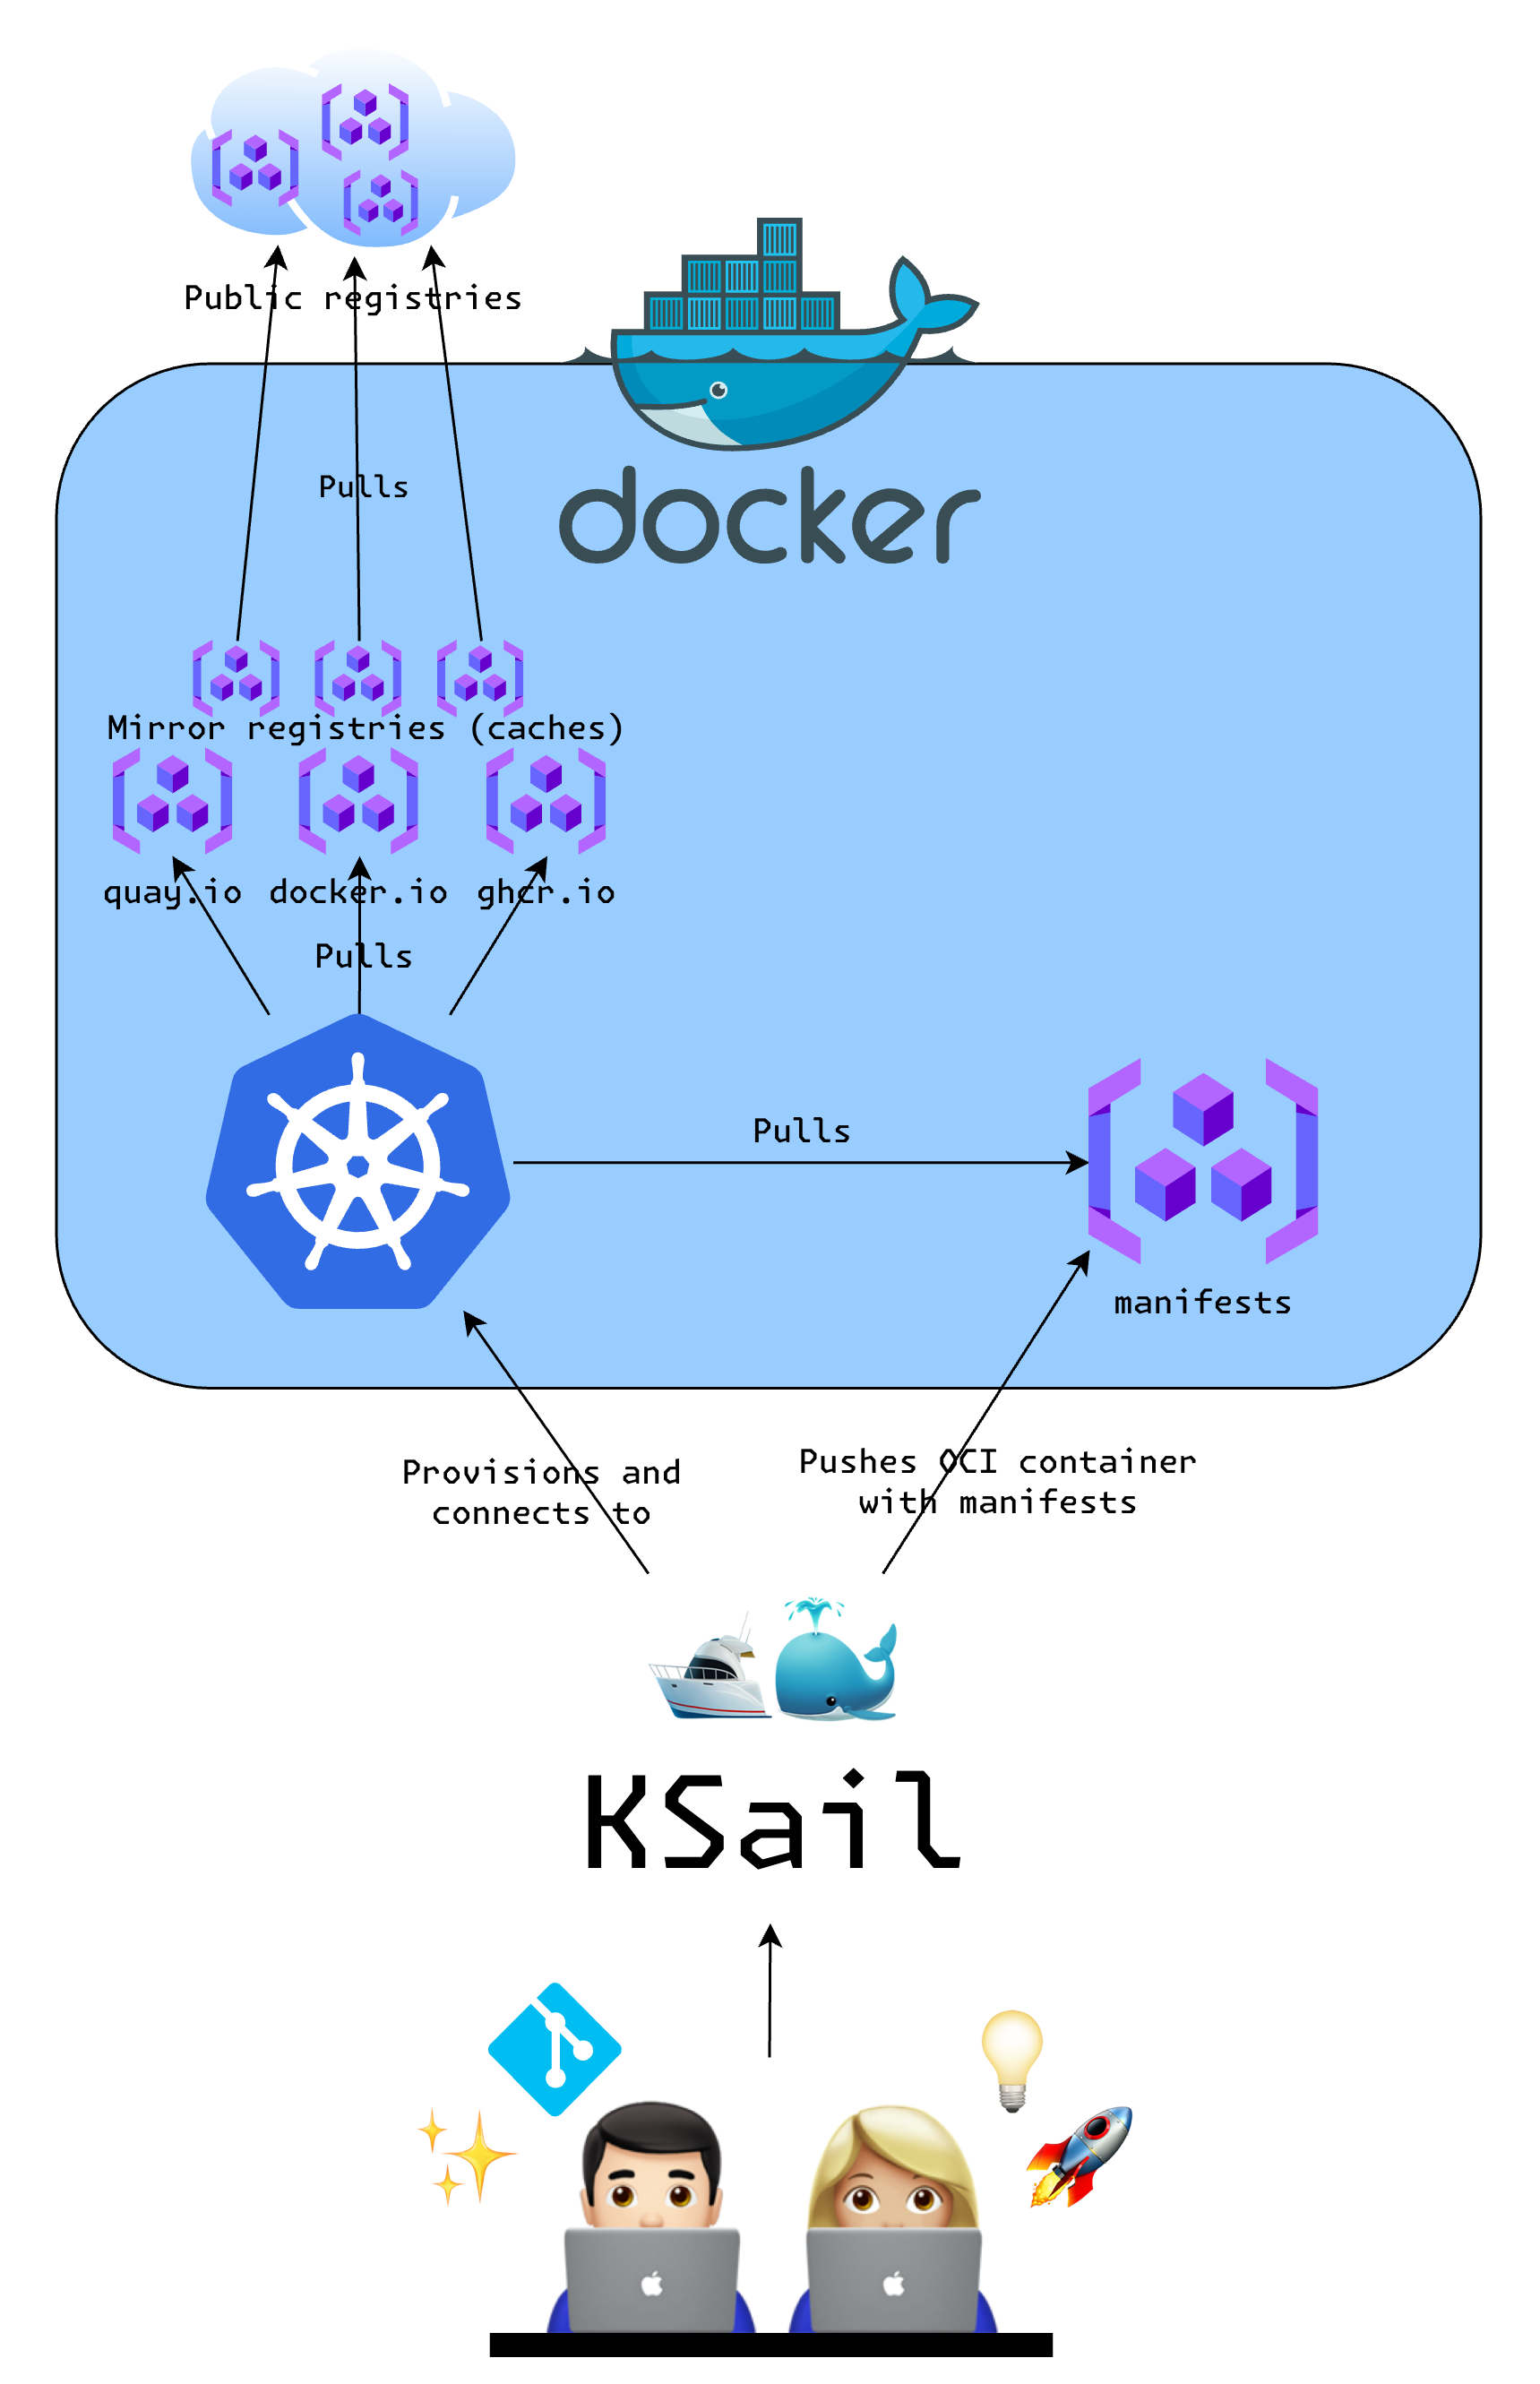 Public registries
docker
Pulls
Mirror registries (caches)
quay.io
docker.io
ghcr.io
Pulls
Pulls
manifests
Provisions and
connects to
Pushes OCI container
with manifests
KSail